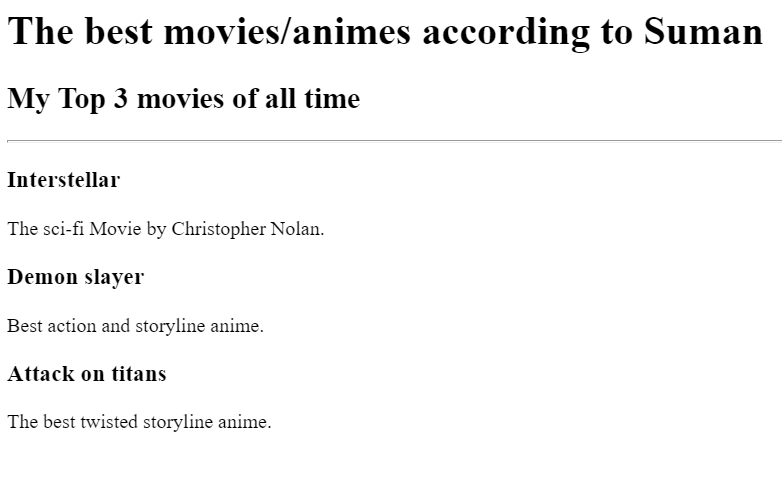 The best movies/animes according to Suman
My Top 3 movies of all time
Interstellar
The sci-fi Movie by Christopher Nolan.
Demon slayer
Best action and storyline anime.
Attack on titans
The best twisted storyline anime.